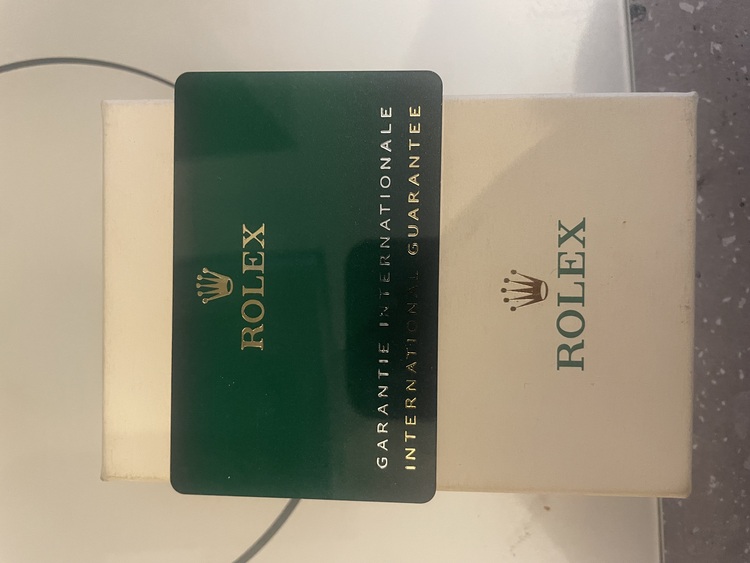 ROLEX
GARANTIE INTERNATIONALE
INTERNATIONAL GUARANTEE
ROLEX